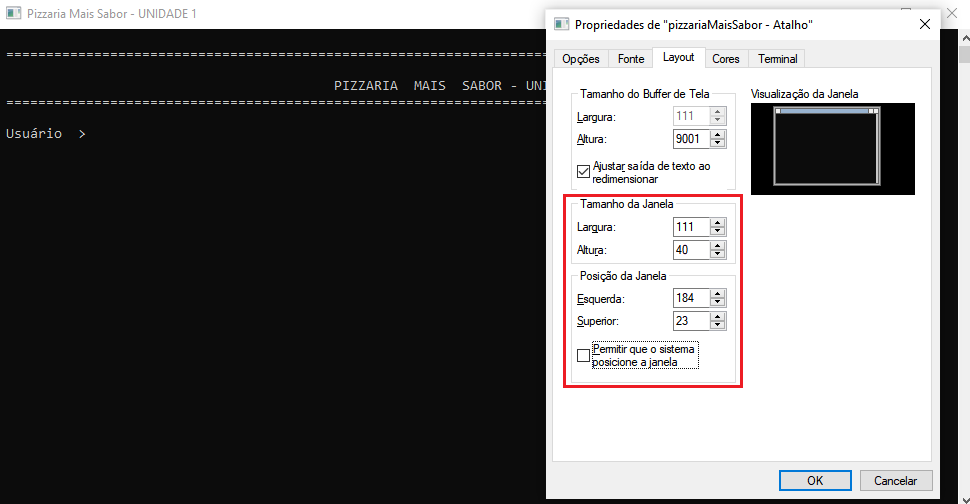 Pizzaria Mais Sabor - UNIDADE 1
Propriedades de "pizzariaMaisSabor - Atalho"
================================================================
PIZZARIA  MAIS  SABOR - UNI
================================================================
Usuário  >
Opções Fonte Layout Cores Terminal
Tamanho do Buffer de Tela
Largura: 111
Altura: 9001
Ajustar saída de texto ao
redimensionar
Visualização da Janela
Tamanho da Janela
Largura: 111
Altura: 40
Posição da Janela
Esquerda: 184
Superior: 23
Permitir que o sistema
posicione a janela
OK Cancelar